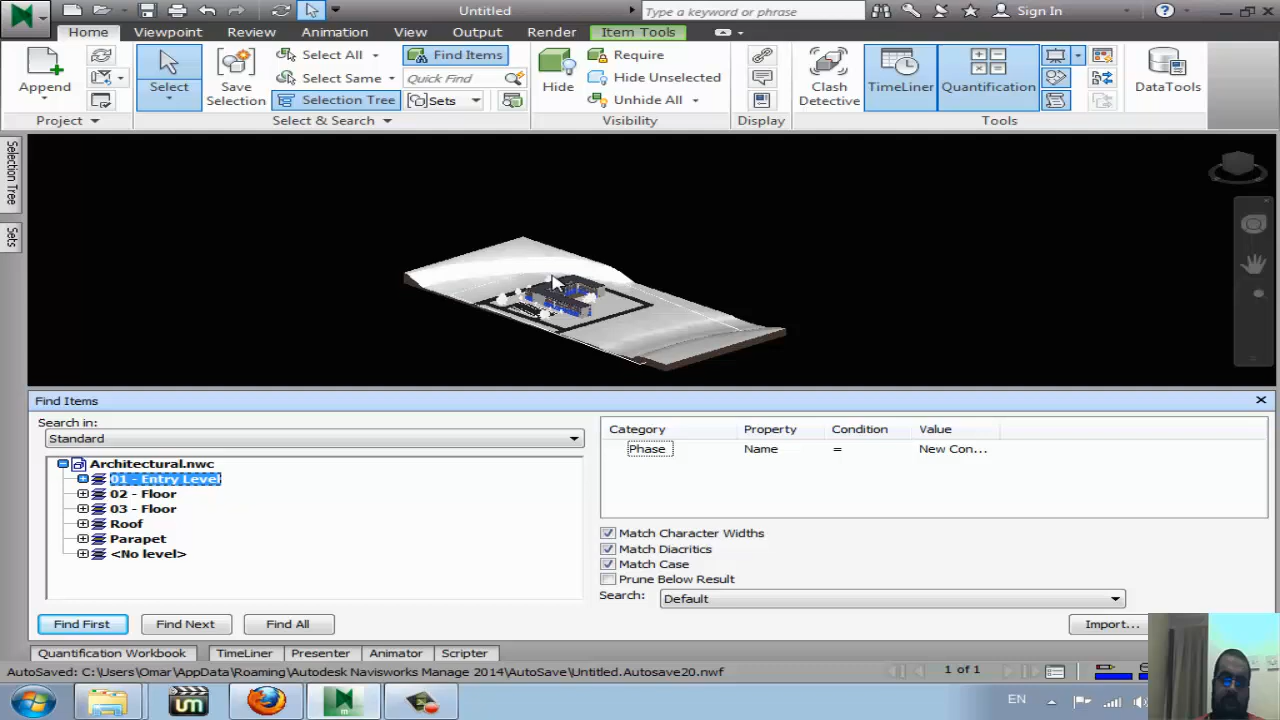 Untitled
Type a keyword or phrase
Sign In
Home
Viewpoint
Review
Animation
View
Output
Render
Item Tools
Append
Project
Select
Save Selection
Select All
Select Same
Selection Tree
Find Items
Quick Find
Sets
Select & Search
Hide
Require
Hide Unselected
Unhide All
Visibility
Display
Clash Detective
TimeLiner
Quantification
DataTools
Tools
Selection Tree
Sets
Find Items
Search in:
Standard
Architectural.nwc
01 - Entry Level
02 - Floor
03 - Floor
Roof
Parapet
<No level>
Category Property Condition Value
Phase Name = New Con...
Match Character Widths
Match Diacritics
Match Case
Prune Below Result
Search: Default
Find First
Find Next
Find All
Import...
Quantification Workbook
TimeLiner
Presenter
Animator
Scripter
AutoSaved: C:\Users\Omar\AppData\Roaming\Autodesk Navisworks Manage 2014\AutoSave\Untitled.Autosave20.nwf
1 of 1
EN